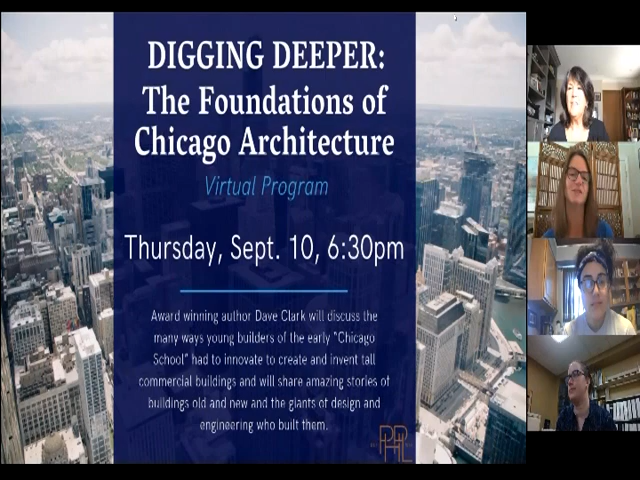 DIGGING DEEPER:
The Foundations of
Chicago Architecture
Virtual Program
Thursday, Sept. 10, 6:30pm
Award winning author Dave Clark will discuss the
many ways young builders of the early "Chicago
School" had to innovate to create and invent tall
commercial buildings and will share amazing stories of
buildings old and new and the giants of design and
engineering who built them.